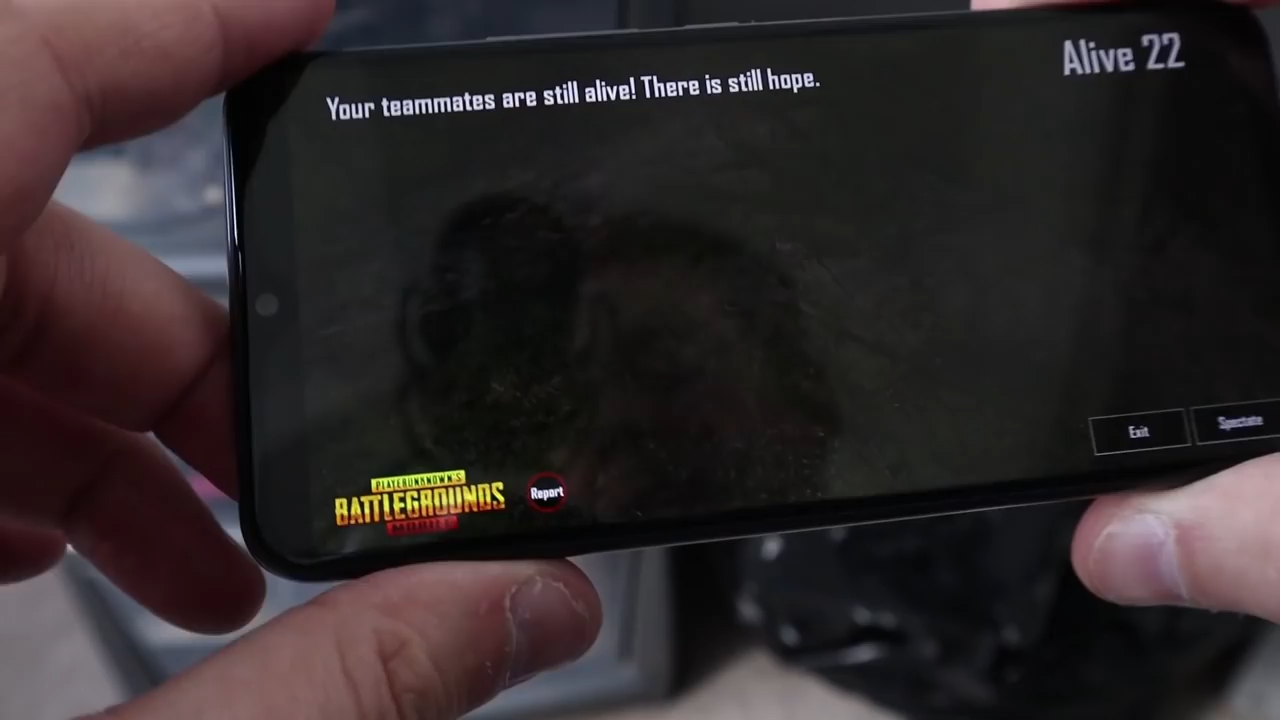 Your teammates are still alive! There is still hope.
Alive 22
Exit
Spectate
PLAYERUNKNOWN'S
BATTLEGROUNDS
MOBILE
Report